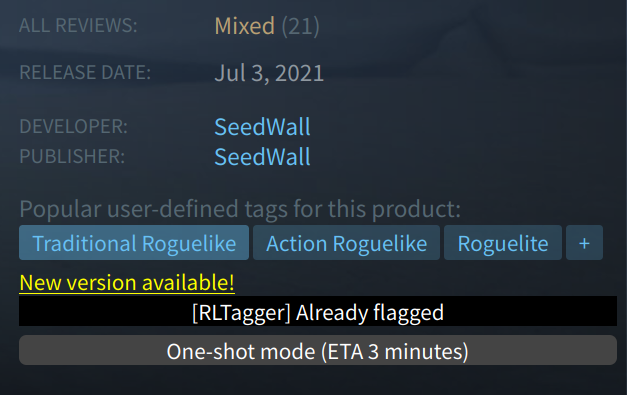 ALL REVIEWS: Mixed (21)
RELEASE DATE: Jul 3, 2021
DEVELOPER: SeedWall
PUBLISHER: SeedWall
Popular user-defined tags for this product:
Traditional Roguelike Action Roguelike Roguelite +
New version available!
[RLTagger] Already flagged
One-shot mode (ETA 3 minutes)